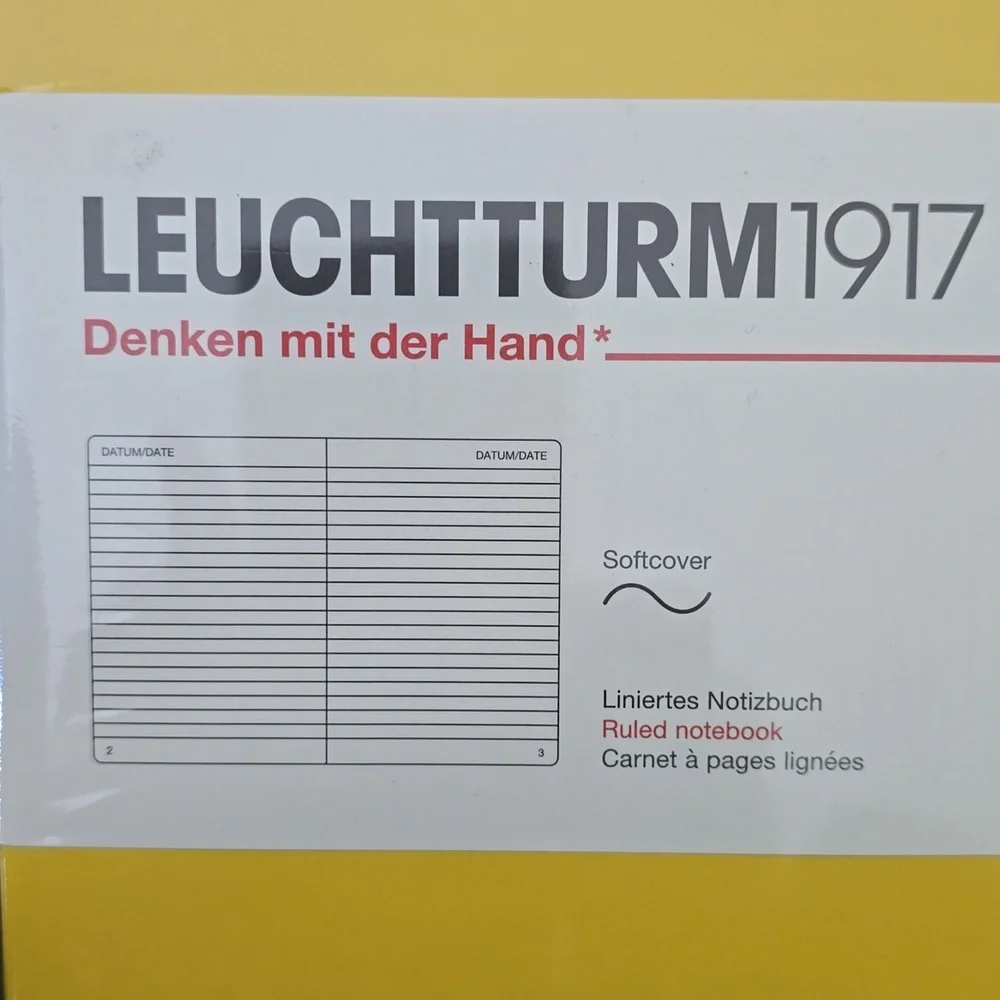 LEUCHTTURM1917
Denken mit der Hand*
DATUM/DATE DATUM/DATE
Softcover
2 3
Liniertes Notizbuch
Ruled notebook
Carnet à pages lignées